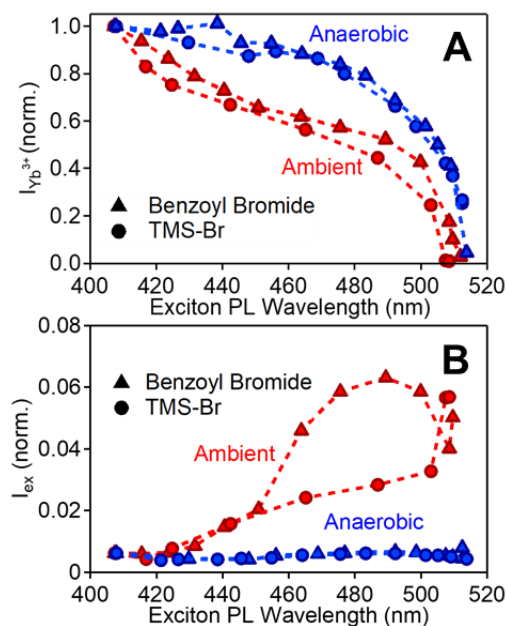 A
Anaerobic
Ambient
Benzoyl Bromide
TMS-Br
I_Yb³⁺ (norm.)
1.0
0.8
0.6
0.4
0.2
0.0
400 420 440 460 480 500 520
Exciton PL Wavelength (nm)
B
Benzoyl Bromide
TMS-Br
Ambient
Anaerobic
I_ex (norm.)
0.08
0.06
0.04
0.02
0
400 420 440 460 480 500 520
Exciton PL Wavelength (nm)